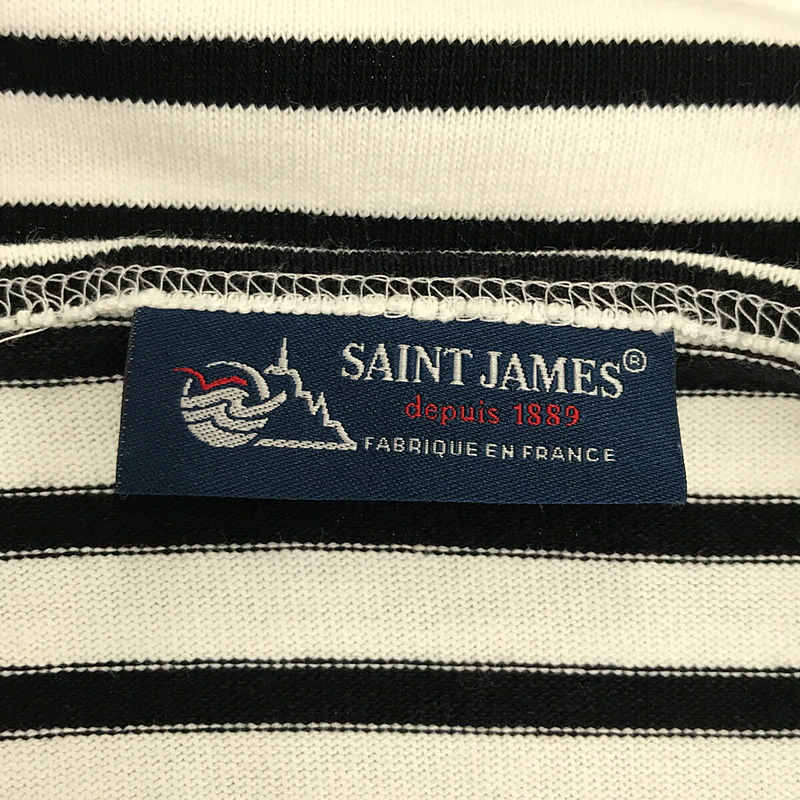 SAINT JAMES®
depuis 1889
FABRIQUE EN FRANCE